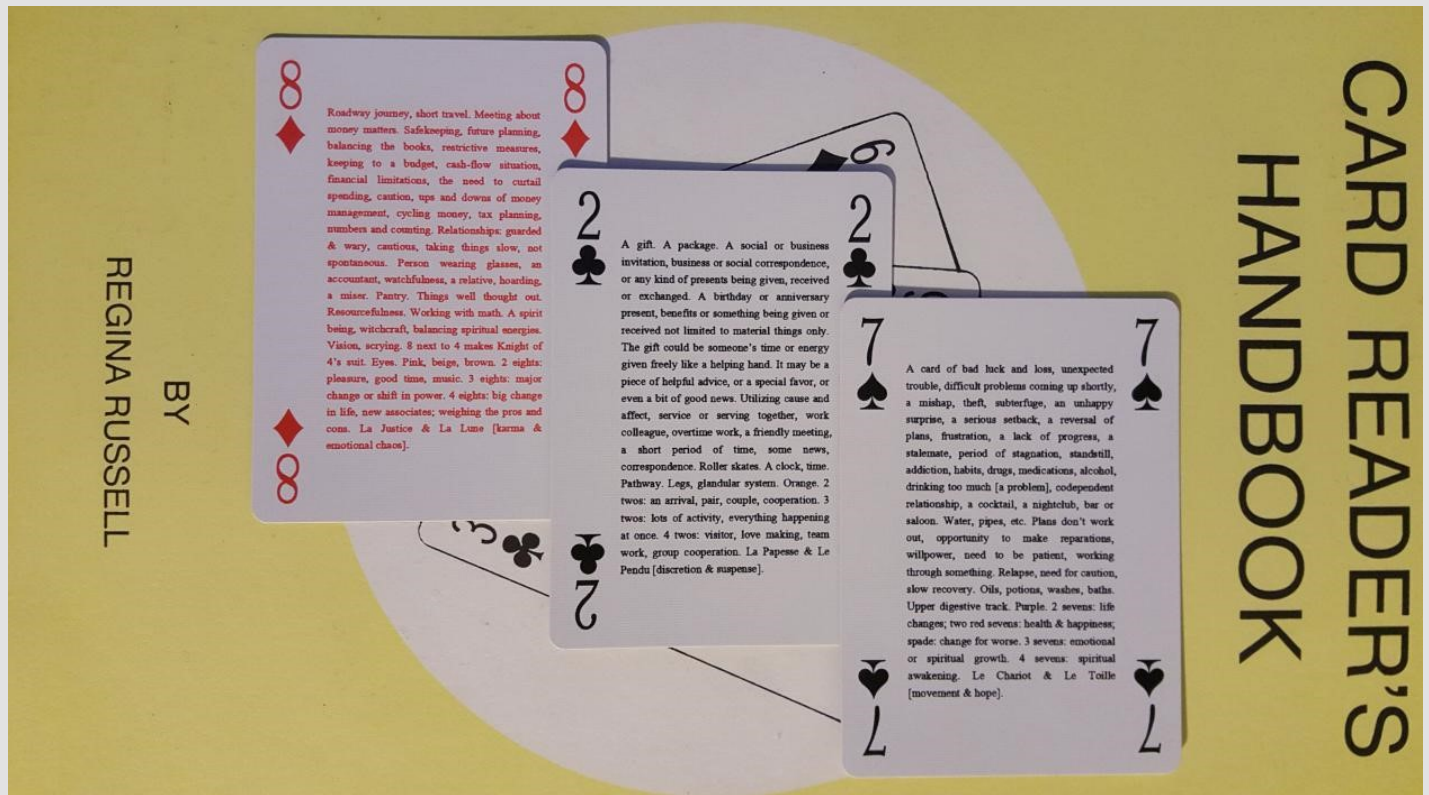 CARD READER'S
HANDBOOK
BY
REGINA RUSSELL
8
8
Roadway journey, short travel. Meeting about
money matters. Safekeeping, future planning,
balancing the books, restrictive measures,
keeping to a budget, cash-flow situation,
financial limitations, the need to curtail
spending, caution, ups and downs of money
management, cycling money, tax planning,
numbers and counting. Relationships: guarded
& wary, cautious, taking things slow, not
spontaneous. Person wearing glasses, an
accountant, watchfulness, a relative, hoarding,
a miser. Pantry. Things well thought out.
Resourcefulness. Working with math. A spirit
being, witchcraft, balancing spiritual energies.
Vision, scrying. 8 next to 4 makes Knight of
4's suit. Eyes. Pink, beige, brown. 2 eights:
pleasure, good time, music. 3 eights: major
change or shift in power. 4 eights: big change
in life, new associates; weighing the pros and
cons. La Justice & La Lune [karma &
emotional chaos].
8
2
2
A gift. A package. A social or business
invitation, business or social correspondence,
or any kind of presents being given, received
or exchanged. A birthday or anniversary
present, benefits or something being given or
received not limited to material things only.
The gift could be someone's time or energy
given freely like a helping hand. It may be a
piece of helpful advice, or a special favor, or
even a bit of good news. Utilizing cause and
affect, service or serving together, work
colleague, overtime work, a friendly meeting,
a short period of time, some news,
correspondence. Roller skates. A clock, time.
Pathway. Legs, glandular system. Orange. 2
twos: an arrival, pair, couple, cooperation. 3
twos: lots of activity, everything happening
at once. 4 twos: visitor, love making, team
work, group cooperation. La Papesse & Le
Pendu [discretion & suspense].
2
7
7
A card of bad luck and loss, unexpected
trouble, difficult problems coming up shortly,
a mishap, theft, subterfuge, an unhappy
surprise, a serious setback, a reversal of
plans, frustration, a lack of progress, a
stalemate, period of stagnation, standstill,
addiction, habits, drugs, medications, alcohol,
drinking too much [a problem], codependent
relationship, a cocktail, a nightclub, bar or
saloon. Water, pipes, etc. Plans don't work
out, opportunity to make reparations,
willpower, need to be patient, working
through something. Relapse, need for caution,
slow recovery. Oils, potions, washes, baths.
Upper digestive track. Purple. 2 sevens: life
changes; two red sevens: health & happiness;
spade: change for worse. 3 sevens: emotional
or spiritual growth. 4 sevens: spiritual
awakening. Le Chariot & Le Toille
[movement & hope].
7
7
3